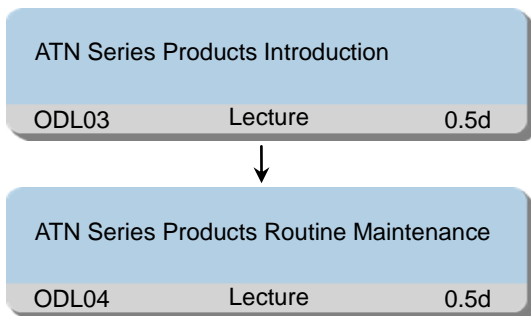 ATN Series Products Introduction
ODL03 Lecture 0.5d
ATN Series Products Routine Maintenance
ODL04 Lecture 0.5d